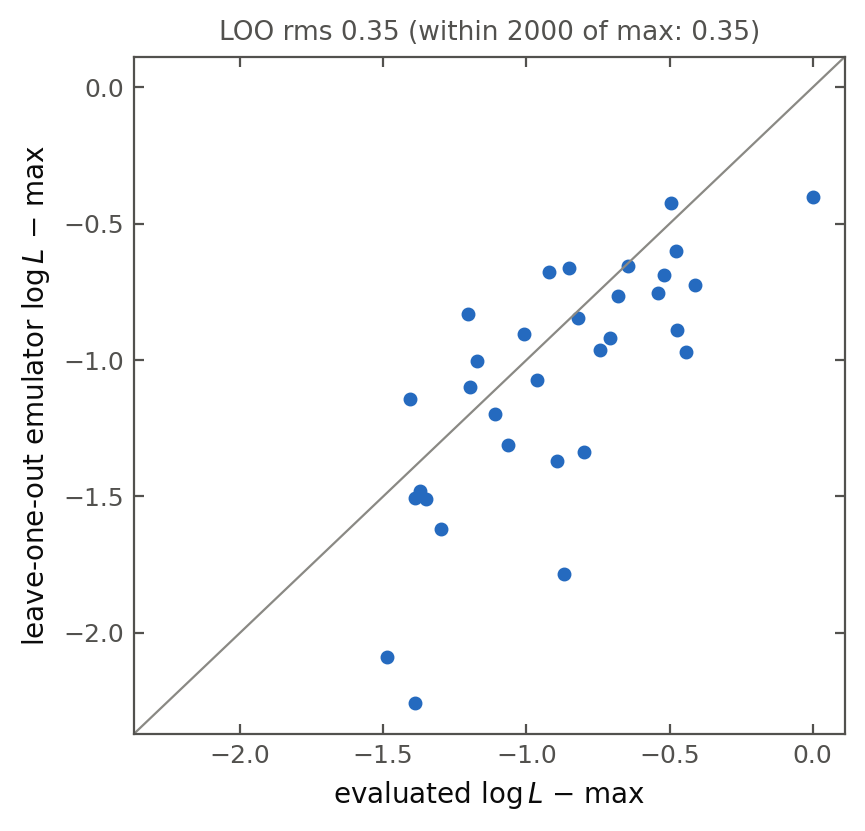 LOO rms 0.35 (within 2000 of max: 0.35)
leave-one-out emulator log L − max
0.0
−0.5
−1.0
−1.5
−2.0
−2.0 −1.5 −1.0 −0.5 0.0
evaluated log L − max